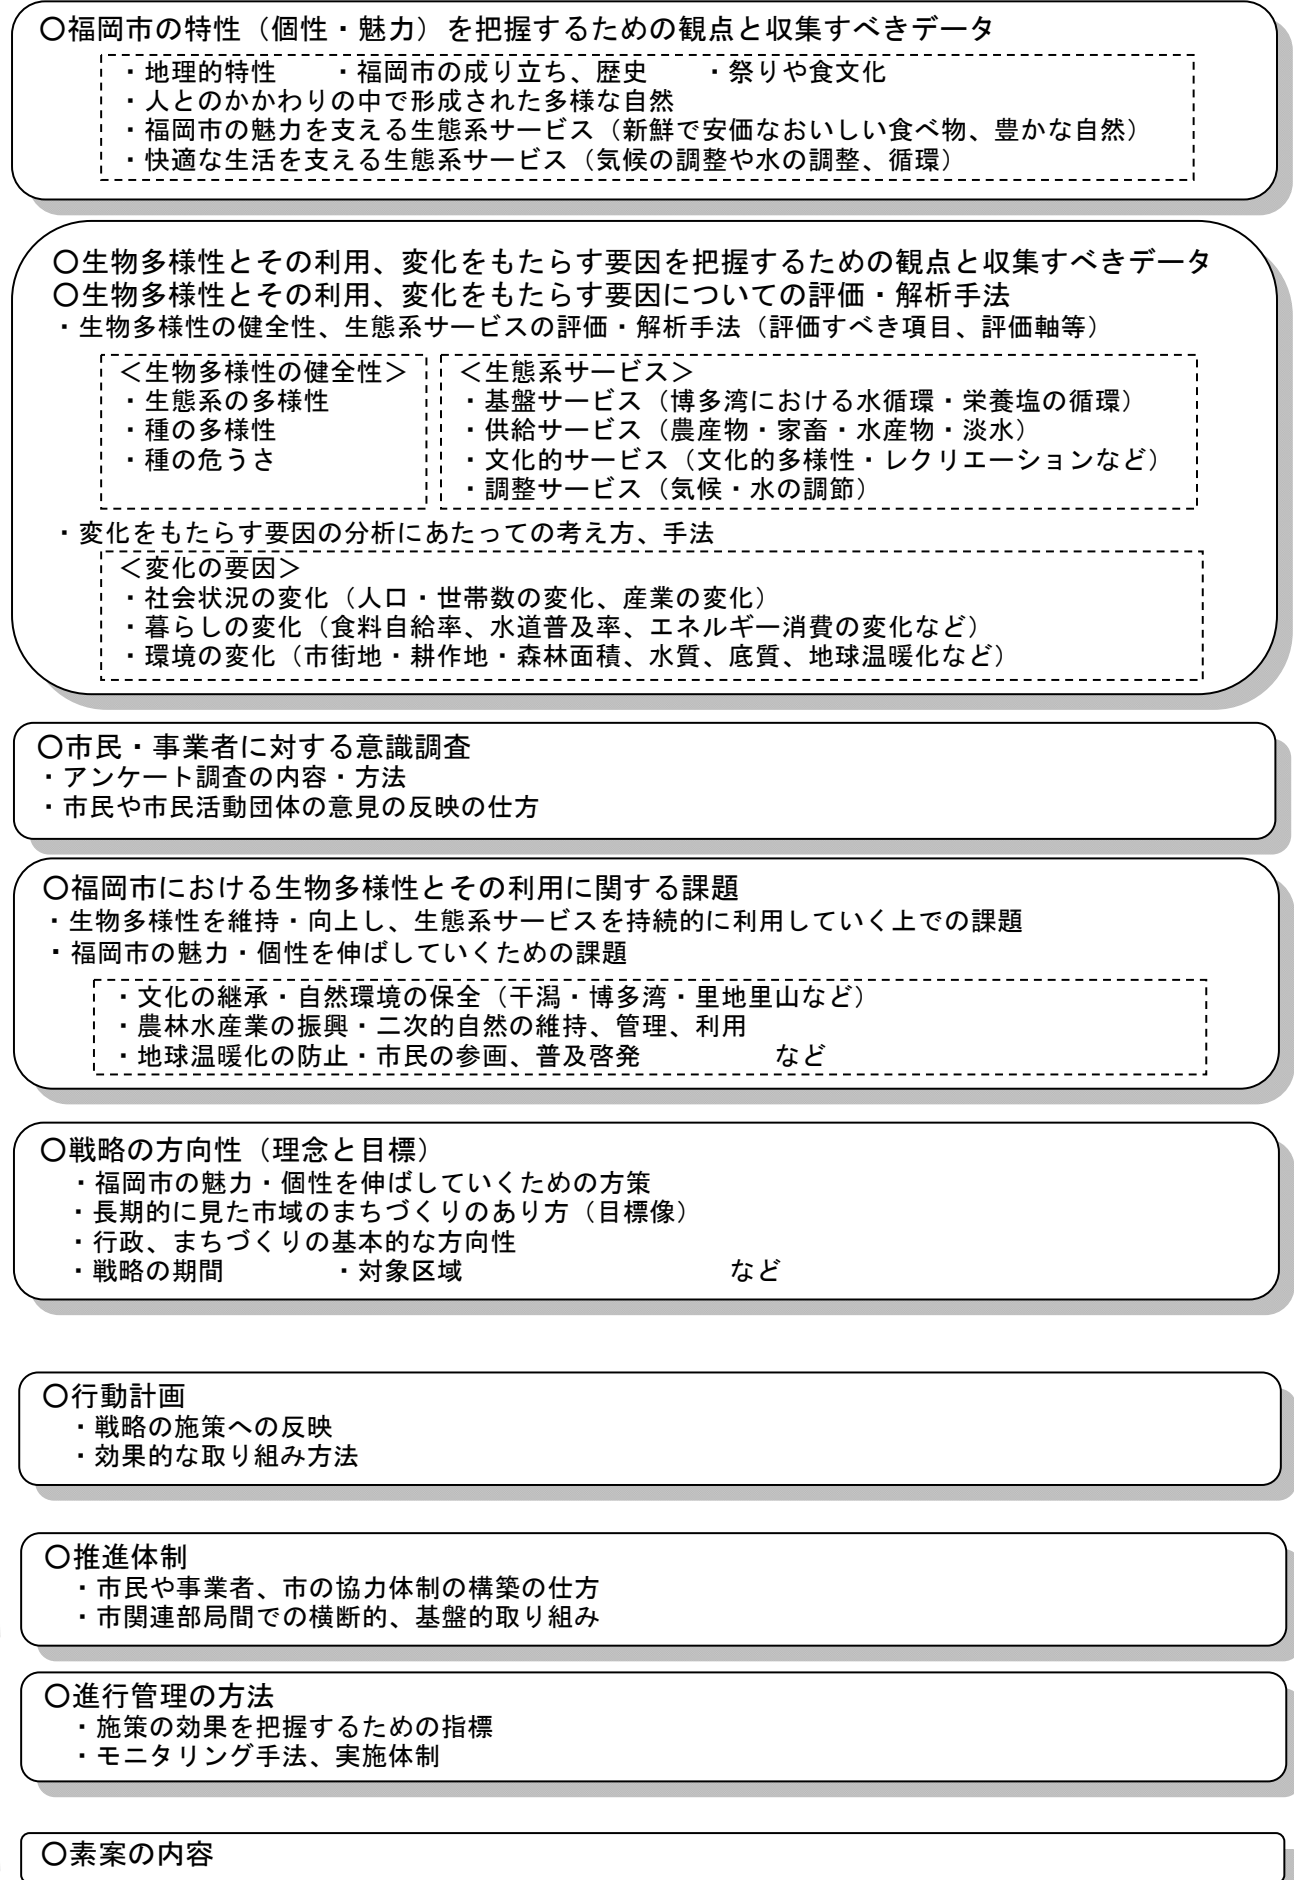 〇福岡市の特性（個性・魅力）を把握するための観点と収集すべきデータ
・地理的特性　　・福岡市の成り立ち、歴史　　・祭りや食文化
・人とのかかわりの中で形成された多様な自然
・福岡市の魅力を支える生態系サービス（新鮮で安価なおいしい食べ物、豊かな自然）
・快適な生活を支える生態系サービス（気候の調整や水の調整、循環）
〇生物多様性とその利用、変化をもたらす要因を把握するための観点と収集すべきデータ
〇生物多様性とその利用、変化をもたらす要因についての評価・解析手法
・生物多様性の健全性、生態系サービスの評価・解析手法（評価すべき項目、評価軸等）
＜生物多様性の健全性＞
・生態系の多様性
・種の多様性
・種の危うさ
＜生態系サービス＞
・基盤サービス（博多湾における水循環・栄養塩の循環）
・供給サービス（農産物・家畜・水産物・淡水）
・文化的サービス（文化的多様性・レクリエーションなど）
・調整サービス（気候・水の調節）
・変化をもたらす要因の分析にあたっての考え方、手法
＜変化の要因＞
・社会状況の変化（人口・世帯数の変化、産業の変化）
・暮らしの変化（食料自給率、水道普及率、エネルギー消費の変化など）
・環境の変化（市街地・耕作地・森林面積、水質、底質、地球温暖化など）
〇市民・事業者に対する意識調査
・アンケート調査の内容・方法
・市民や市民活動団体の意見の反映の仕方
〇福岡市における生物多様性とその利用に関する課題
・生物多様性を維持・向上し、生態系サービスを持続的に利用していく上での課題
・福岡市の魅力・個性を伸ばしていくための課題
・文化の継承・自然環境の保全（干潟・博多湾・里地里山など）
・農林水産業の振興・二次的自然の維持、管理、利用
・地球温暖化の防止・市民の参画、普及啓発　　　　　など
〇戦略の方向性（理念と目標）
・福岡市の魅力・個性を伸ばしていくための方策
・長期的に見た市域のまちづくりのあり方（目標像）
・行政、まちづくりの基本的な方向性
・戦略の期間　　　　・対象区域　　　　　　　　　　など
〇行動計画
・戦略の施策への反映
・効果的な取り組み方法
〇推進体制
・市民や事業者、市の協力体制の構築の仕方
・市関連部局間での横断的、基盤的取り組み
〇進行管理の方法
・施策の効果を把握するための指標
・モニタリング手法、実施体制
〇素案の内容